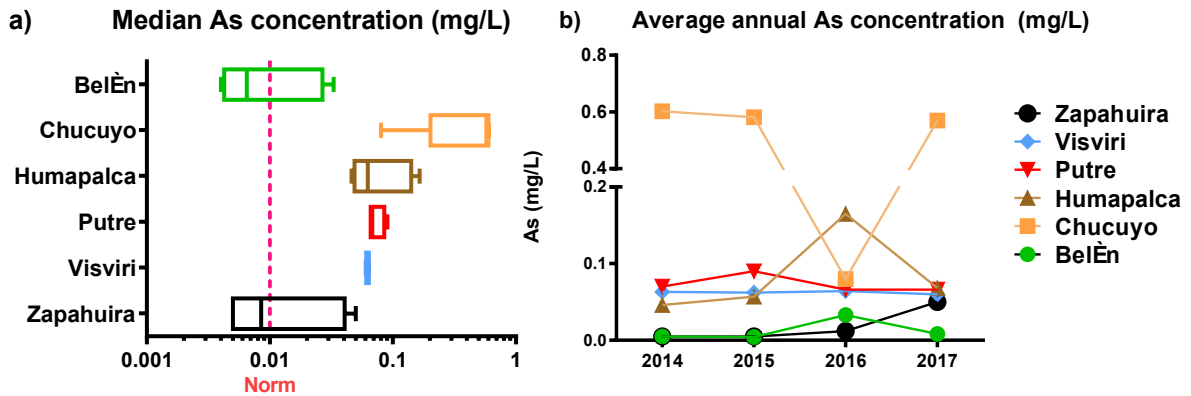 a) Median As concentration (mg/L)
BelÈn
Chucuyo
Humapalca
Putre
Visviri
Zapahuira
0.001 0.01 0.1 1
Norm
b) Average annual As concentration (mg/L)
As (mg/L)
0.8
0.6
0.4
0.2
0.1
0.0
2014 2015 2016 2017
Zapahuira
Visviri
Putre
Humapalca
Chucuyo
BelÈn